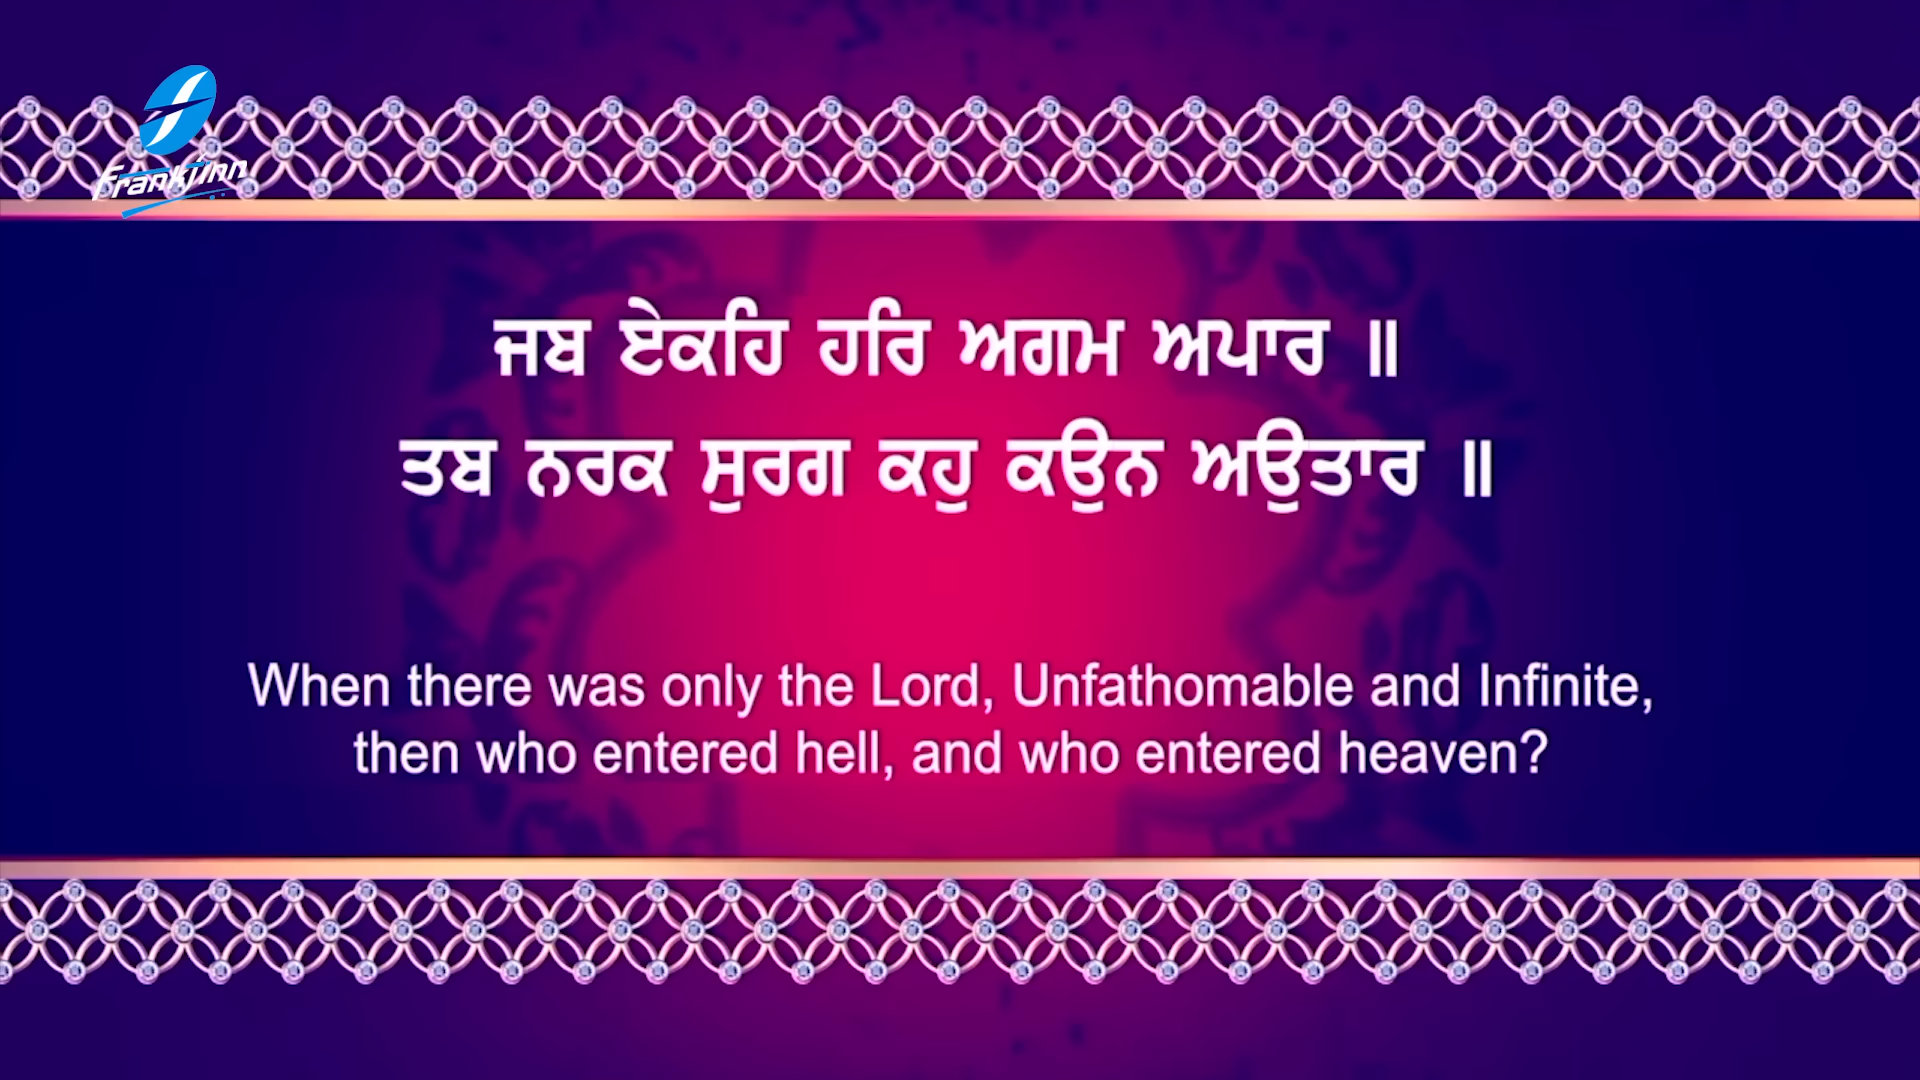 Frankfinn
ਜਬ ਏਕਹਿ ਹਰਿ ਅਗਮ ਅਪਾਰ ॥
ਤਬ ਨਰਕ ਸੁਰਗ ਕਹੁ ਕਉਨ ਅਉਤਾਰ ॥
When there was only the Lord, Unfathomable and Infinite,
then who entered hell, and who entered heaven?